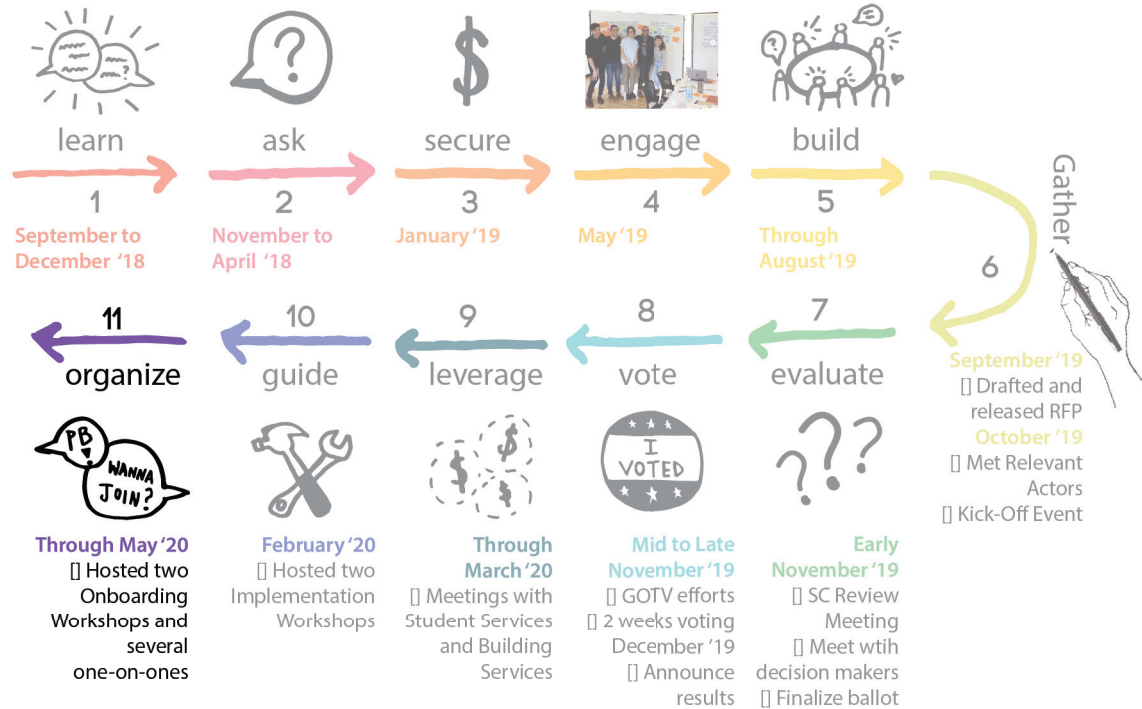 learn
1
September to
December ‘18
?
ask
2
November to
April ‘18
$
secure
3
January ‘19
engage
4
May ‘19
?
build
5
Through
August ‘19
Gather
6
September ‘19
[] Drafted and
released RFP
October ‘19
[] Met Relevant
Actors
[] Kick-Off Event
7
evaluate
? ? ?
Early
November ‘19
[] SC Review
Meeting
[] Meet wtih
decision makers
[] Finalize ballot
8
vote
I
VOTED
Mid to Late
November ‘19
[] GOTV efforts
[] 2 weeks voting
December ‘19
[] Announce
results
9
leverage
$ $ $
Through
March ‘20
[] Meetings with
Student Services
and Building
Services
10
guide
February ‘20
[] Hosted two
Implementation
Workshops
11
organize
PB
WANNA
JOIN?
Through May ‘20
[] Hosted two
Onboarding
Workshops and
several
one-on-ones